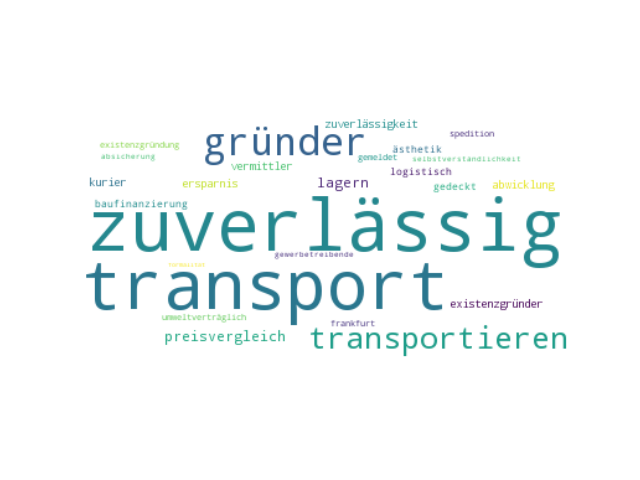 zuverlässigkeit
gründer
spedition
existenzgründung
ästhetik
absicherung
gemeldet
selbstverständlichkeit
vermittler
logistisch
kurier
ersparnis
lagern
gedeckt
abwicklung
baufinanzierung
zuverlässig
gewerbetreibende
transport
existenzgründer
umweltverträglich
frankfurt
preisvergleich
transportieren